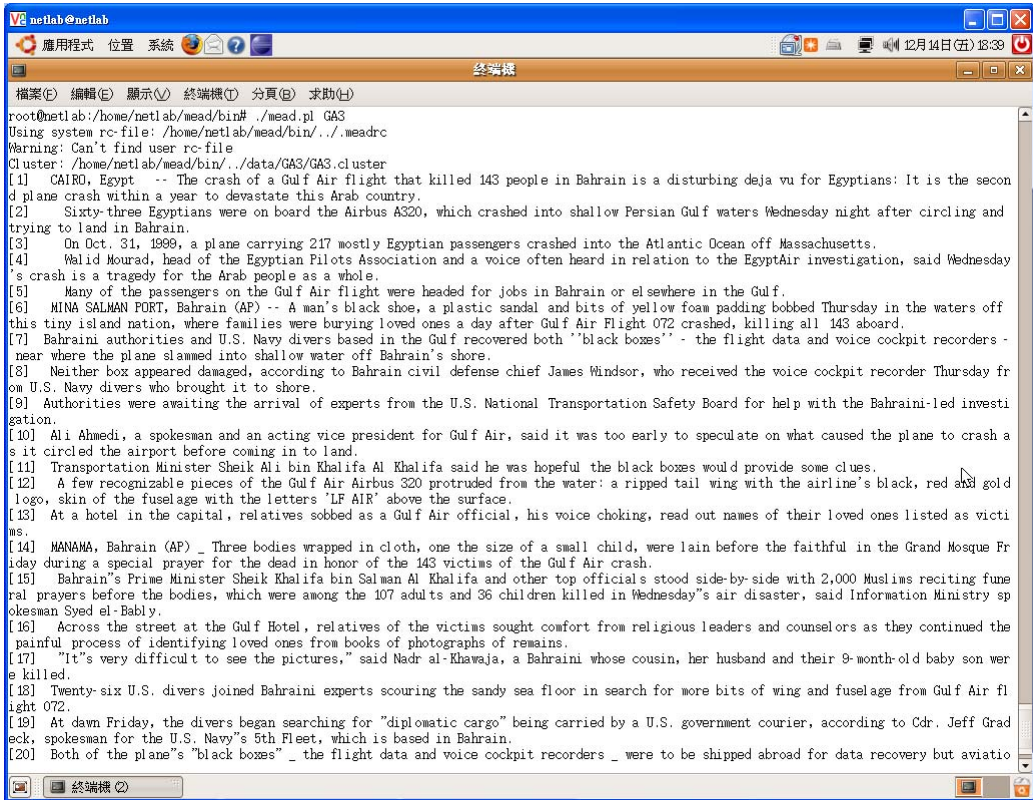 netlab@netlab
應用程式 位置 系統 12月14日(五) 18:39
終端機
檔案(F) 編輯(E) 顯示(V) 終端機(T) 分頁(B) 求助(H)
root@netlab:/home/netlab/mead/bin# ./mead.pl GA3
Using system rc-file: /home/netlab/mead/bin/../.meadrc
Warning: Can't find user rc-file
Cluster: /home/netlab/mead/bin/../data/GA3/GA3.cluster
[1] CAIRO, Egypt -- The crash of a Gulf Air flight that killed 143 people in Bahrain is a disturbing deja vu for Egyptians: It is the secon
d plane crash within a year to devastate this Arab country.
[2] Sixty-three Egyptians were on board the Airbus A320, which crashed into shallow Persian Gulf waters Wednesday night after circling and
trying to land in Bahrain.
[3] On Oct. 31, 1999, a plane carrying 217 mostly Egyptian passengers crashed into the Atlantic Ocean off Massachusetts.
[4] Walid Mourad, head of the Egyptian Pilots Association and a voice often heard in relation to the EgyptAir investigation, said Wednesday
's crash is a tragedy for the Arab people as a whole.
[5] Many of the passengers on the Gulf Air flight were headed for jobs in Bahrain or elsewhere in the Gulf.
[6] MINA SALMAN PORT, Bahrain (AP) -- A man's black shoe, a plastic sandal and bits of yellow foam padding bobbed Thursday in the waters off
this tiny island nation, where families were burying loved ones a day after Gulf Air Flight 072 crashed, killing all 143 aboard.
[7] Bahraini authorities and U.S. Navy divers based in the Gulf recovered both ''black boxes'' - the flight data and voice cockpit recorders -
near where the plane slammed into shallow water off Bahrain's shore.
[8] Neither box appeared damaged, according to Bahrain civil defense chief James Windsor, who received the voice cockpit recorder Thursday fr
om U.S. Navy divers who brought it to shore.
[9] Authorities were awaiting the arrival of experts from the U.S. National Transportation Safety Board for help with the Bahraini-led investi
gation.
[10] Ali Ahmedi, a spokesman and an acting vice president for Gulf Air, said it was too early to speculate on what caused the plane to crash a
s it circled the airport before coming in to land.
[11] Transportation Minister Sheik Ali bin Khalifa Al Khalifa said he was hopeful the black boxes would provide some clues.
[12] A few recognizable pieces of the Gulf Air Airbus 320 protruded from the water: a ripped tail wing with the airline's black, red and gold
logo, skin of the fuselage with the letters 'LF AIR' above the surface.
[13] At a hotel in the capital, relatives sobbed as a Gulf Air official, his voice choking, read out names of their loved ones listed as victi
ms.
[14] MANAMA, Bahrain (AP) _ Three bodies wrapped in cloth, one the size of a small child, were lain before the faithful in the Grand Mosque Fr
iday during a special prayer for the dead in honor of the 143 victims of the Gulf Air crash.
[15] Bahrain"s Prime Minister Sheik Khalifa bin Salman Al Khalifa and other top officials stood side-by-side with 2,000 Muslims reciting fune
ral prayers before the bodies, which were among the 107 adults and 36 children killed in Wednesday"s air disaster, said Information Ministry sp
okesman Syed el-Bably.
[16] Across the street at the Gulf Hotel, relatives of the victims sought comfort from religious leaders and counselors as they continued the
painful process of identifying loved ones from books of photographs of remains.
[17] "It"s very difficult to see the pictures," said Nadr al-Khawaja, a Bahraini whose cousin, her husband and their 9-month-old baby son wer
e killed.
[18] Twenty-six U.S. divers joined Bahraini experts scouring the sandy sea floor in search for more bits of wing and fuselage from Gulf Air fl
ight 072.
[19] At dawn Friday, the divers began searching for "diplomatic cargo" being carried by a U.S. government courier, according to Cdr. Jeff Grad
eck, spokesman for the U.S. Navy"s 5th Fleet, which is based in Bahrain.
[20] Both of the plane"s "black boxes" _ the flight data and voice cockpit recorders _ were to be shipped abroad for data recovery but aviatio
終端機 (2)